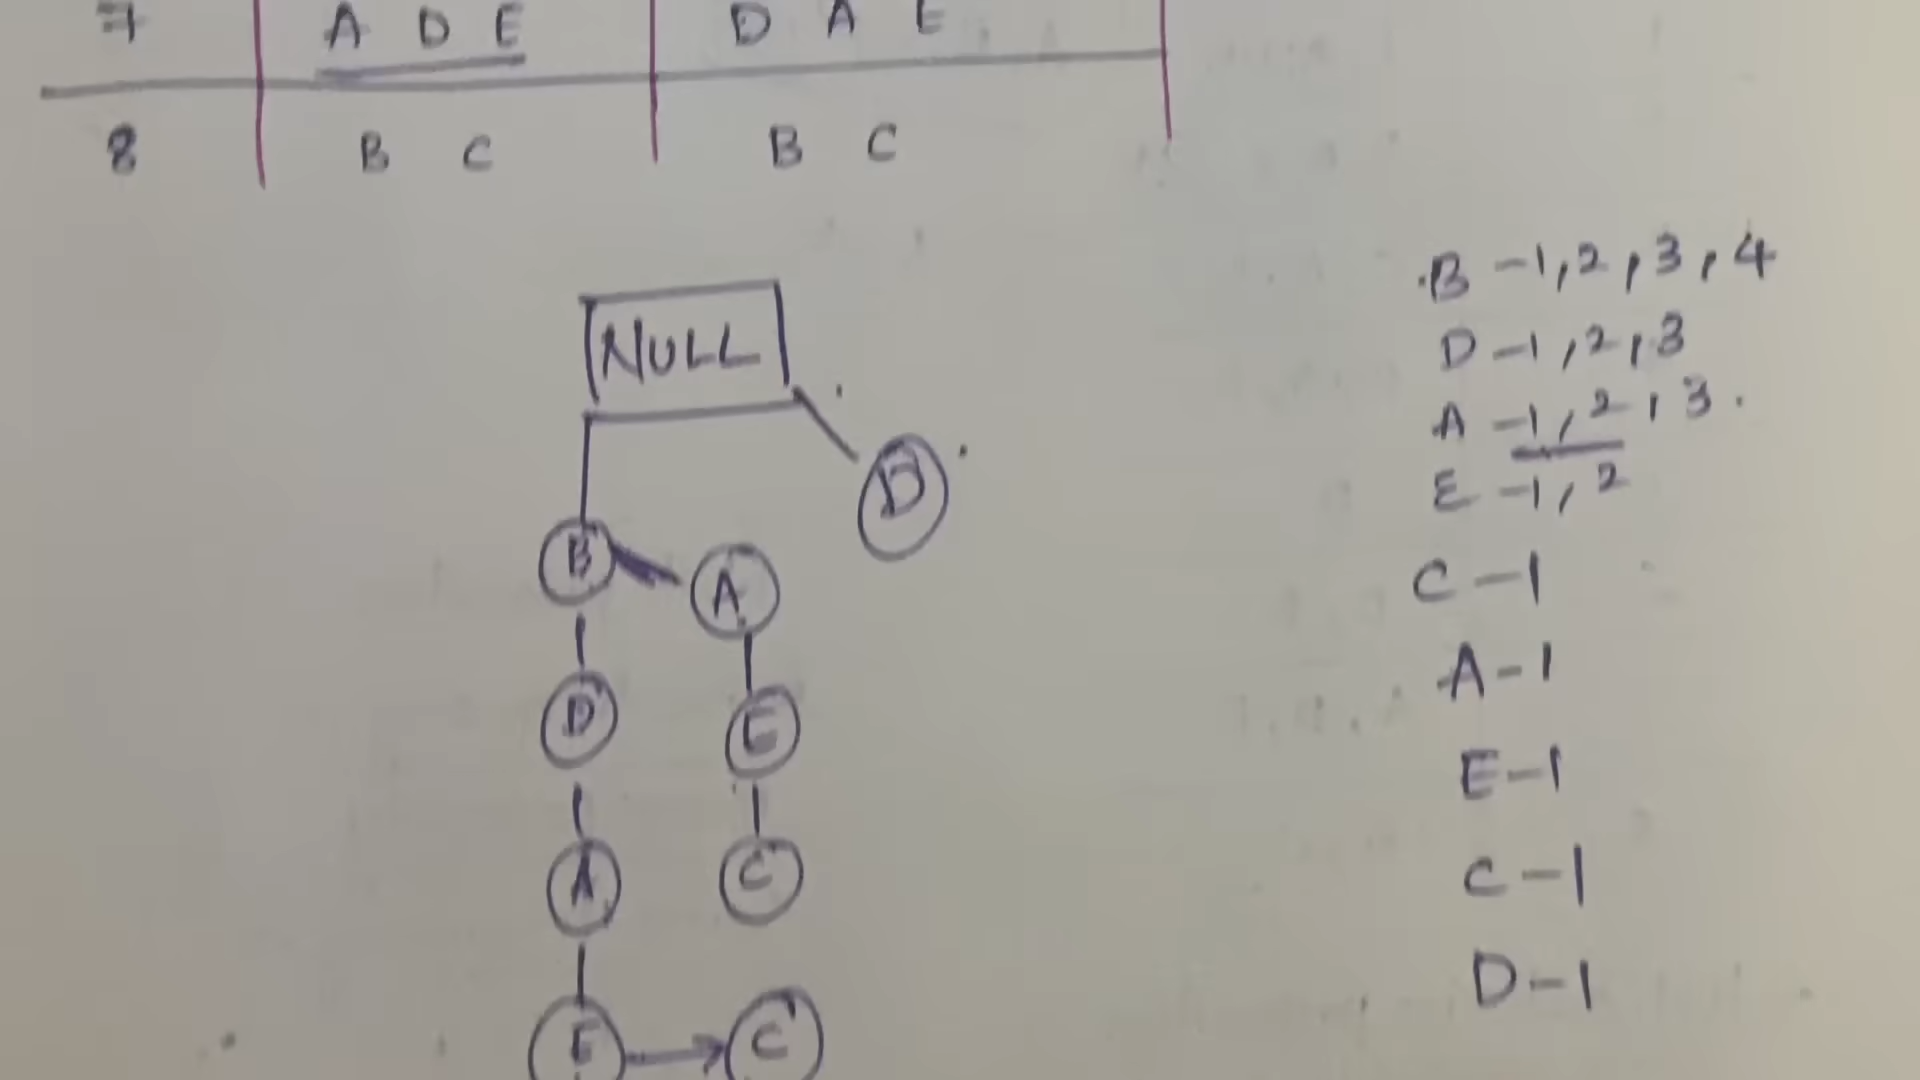 7 A D E D A E
8 B C B C
NULL
D
B A
D E
A C
E C
B -1, 2, 3, 4
D -1, 2, 3
A -1, 2, 3.
E -1, 2
C -1
A -1
E -1
C -1
D -1